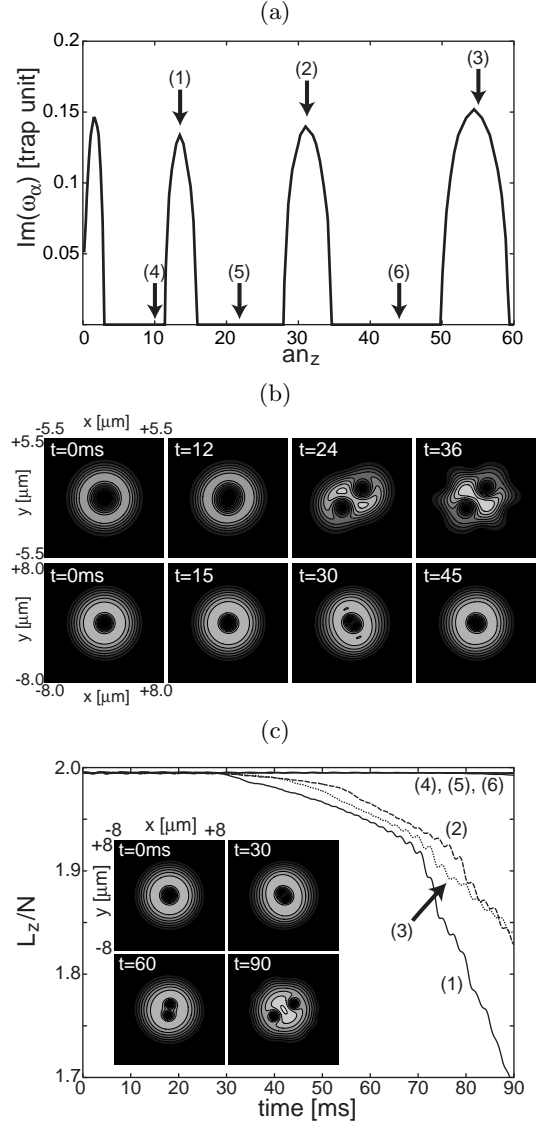 (a)
0.2
0.15
0.1
0.05
Im(ωα) [trap unit]
(1)
(2)
(3)
(4)
(5)
(6)
0 10 20 30 40 50 60
an_z
(b)
x [μm]
-5.5 +5.5
+5.5
y [μm]
-5.5
t=0ms t=12 t=24 t=36
+8.0
y [μm]
-8.0
t=0ms t=15 t=30 t=45
-8.0 x [μm] +8.0
(c)
2.0
1.9
1.8
1.7
L_z/N
(4), (5), (6)
(2)
(3)
(1)
x [μm]
-8 +8
+8
y [μm]
-8
t=0ms t=30
t=60 t=90
0 10 20 30 40 50 60 70 80 90
time [ms]